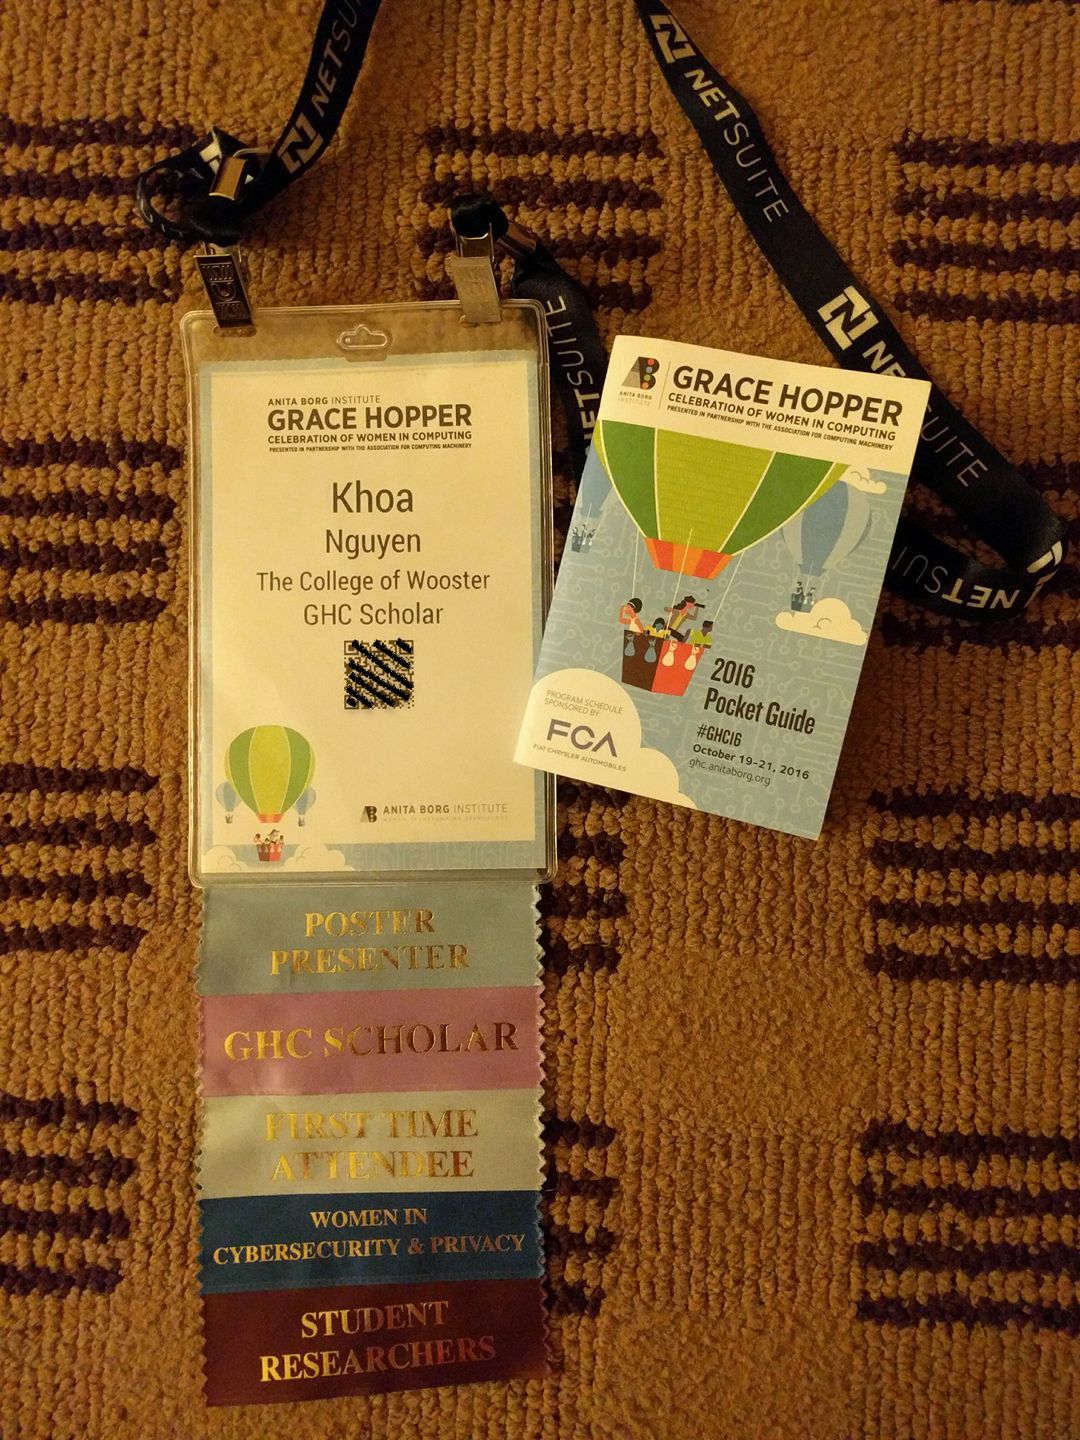 NETSUITE
NETSUITE
NETSUITE
NETSUITE
NETSUITE
NETSUITE
ANITA BORG INSTITUTE
GRACE HOPPER
CELEBRATION OF WOMEN IN COMPUTING
PRESENTED IN PARTNERSHIP WITH THE ASSOCIATION FOR COMPUTING MACHINERY
Khoa
Nguyen
The College of Wooster
GHC Scholar
ANITA BORG INSTITUTE
POSTER
PRESENTER
GHC SCHOLAR
FIRST TIME
ATTENDEE
WOMEN IN
CYBERSECURITY & PRIVACY
STUDENT
RESEARCHERS
ANITA BORG
INSTITUTE
GRACE HOPPER
CELEBRATION OF WOMEN IN COMPUTING
PRESENTED IN PARTNERSHIP WITH THE ASSOCIATION FOR COMPUTING MACHINERY
2016
Pocket Guide
#GHC16
October 19-21, 2016
ghc.anitaborg.org
PROGRAM SCHEDULE
SPONSORED BY:
FCA
FIAT CHRYSLER AUTOMOBILES